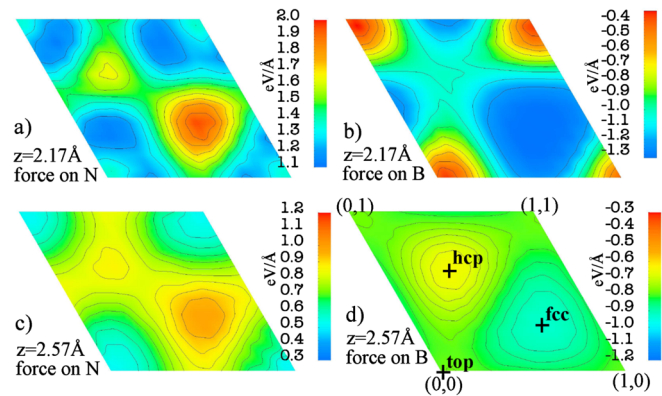 2.0
1.9
1.8
1.7
1.6
1.5
1.4
1.3
1.2
1.1
eV/Å
a)
z=2.17Å
force on N
-0.4
-0.5
-0.6
-0.7
-0.8
-0.9
-1.0
-1.1
-1.2
-1.3
eV/Å
b)
z=2.17Å
force on B
1.2
1.1
1.0
0.9
0.8
0.7
0.6
0.5
0.4
0.3
eV/Å
c)
z=2.57Å
force on N
(0,1)
(1,1)
-0.3
-0.4
-0.5
-0.6
-0.7
-0.8
-0.9
-1.0
-1.1
-1.2
eV/Å
hcp
fcc
d)
z=2.57Å
force on B
top
(0,0)
(1,0)